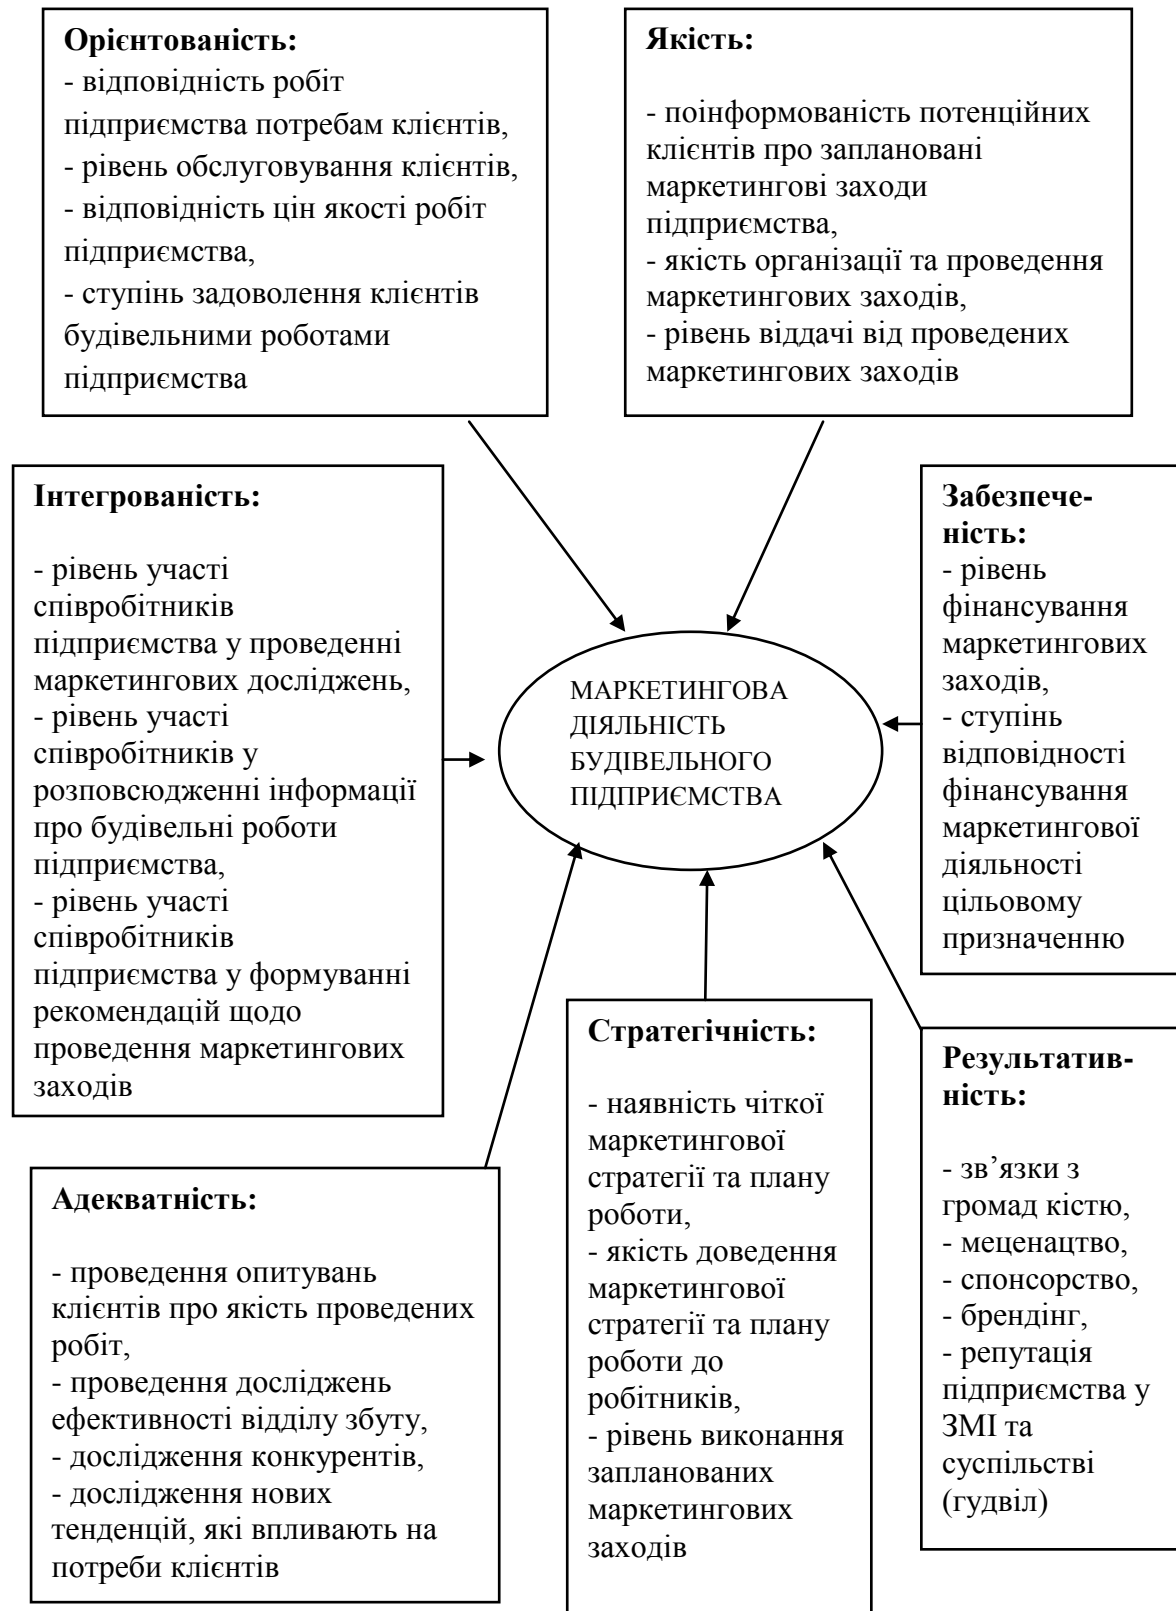 Орієнтованість:
- відповідність робіт
підприємства потребам клієнтів,
- рівень обслуговування клієнтів,
- відповідність цін якості робіт
підприємства,
- ступінь задоволення клієнтів
будівельними роботами
підприємства
Якість:
- поінформованість потенційних
клієнтів про заплановані
маркетингові заходи
підприємства,
- якість організації та проведення
маркетингових заходів,
- рівень віддачі від проведених
маркетингових заходів
Інтегрованість:
- рівень участі
співробітників
підприємства у проведенні
маркетингових досліджень,
- рівень участі
співробітників у
розповсюдженні інформації
про будівельні роботи
підприємства,
- рівень участі
співробітників
підприємства у формуванні
рекомендацій щодо
проведення маркетингових
заходів
МАРКЕТИНГОВА
ДІЯЛЬНІСТЬ
БУДІВЕЛЬНОГО
ПІДПРИЄМСТВА
Забезпече-
ність:
- рівень
фінансування
маркетингових
заходів,
- ступінь
відповідності
фінансування
маркетингової
діяльності
цільовому
призначенню
Адекватність:
- проведення опитувань
клієнтів про якість проведених
робіт,
- проведення досліджень
ефективності відділу збуту,
- дослідження конкурентів,
- дослідження нових
тенденцій, які впливають на
потреби клієнтів
Стратегічність:
- наявність чіткої
маркетингової
стратегії та плану
роботи,
- якість доведення
маркетингової
стратегії та плану
роботи до
робітників,
- рівень виконання
запланованих
маркетингових
заходів
Результатив-
ність:
- зв’язки з
громад кістю,
- меценацтво,
- спонсорство,
- брендінг,
- репутація
підприємства у
ЗМІ та
суспільстві
(гудвіл)